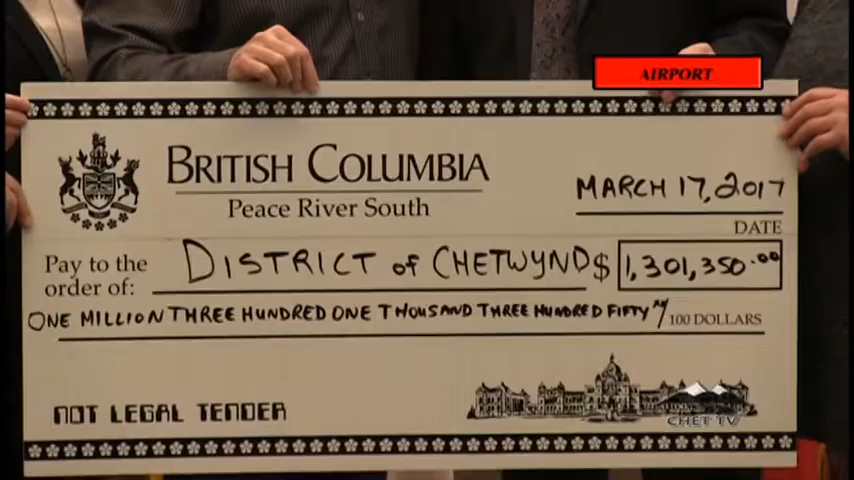 AIRPORT
BRITISH COLUMBIA
Peace River South
MARCH 17, 2017
DATE
Pay to the
order of:
DISTRICT OF CHETWYND $ 1,301,350.00
ONE MILLION THREE HUNDRED ONE THOUSAND THREE HUNDRED FIFTY /100 DOLLARS
NOT LEGAL TENDER
CHET TV